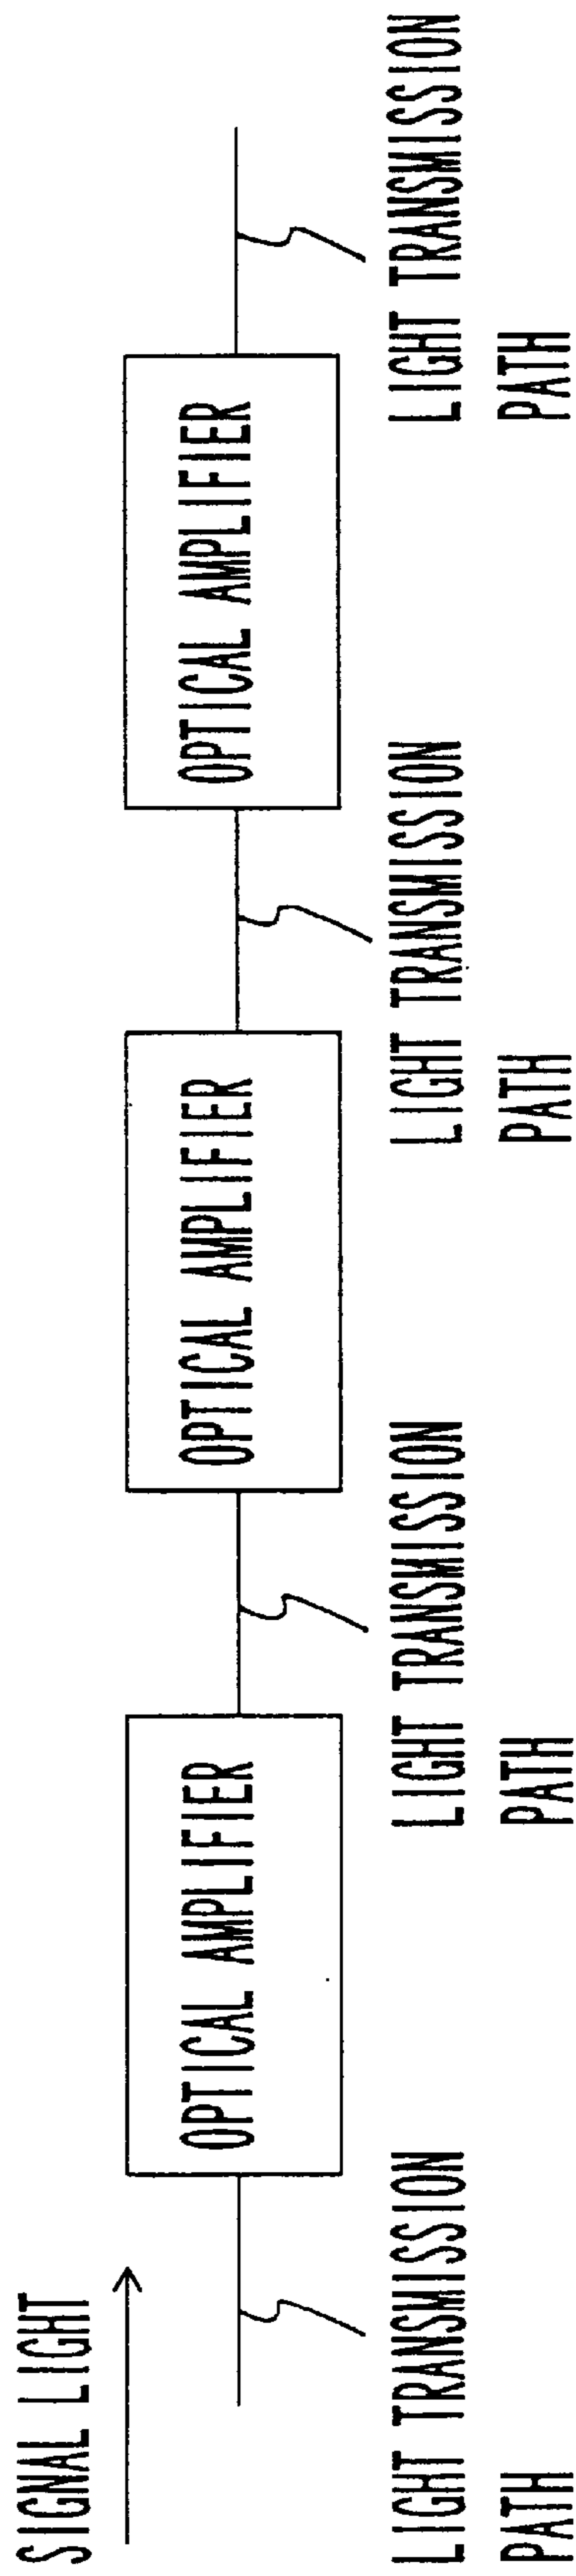 SIGNAL LIGHT
OPTICAL AMPLIFIER
OPTICAL AMPLIFIER
OPTICAL AMPLIFIER
LIGHT TRANSMISSION
PATH
LIGHT TRANSMISSION
PATH
LIGHT TRANSMISSION
PATH
LIGHT TRANSMISSION
PATH